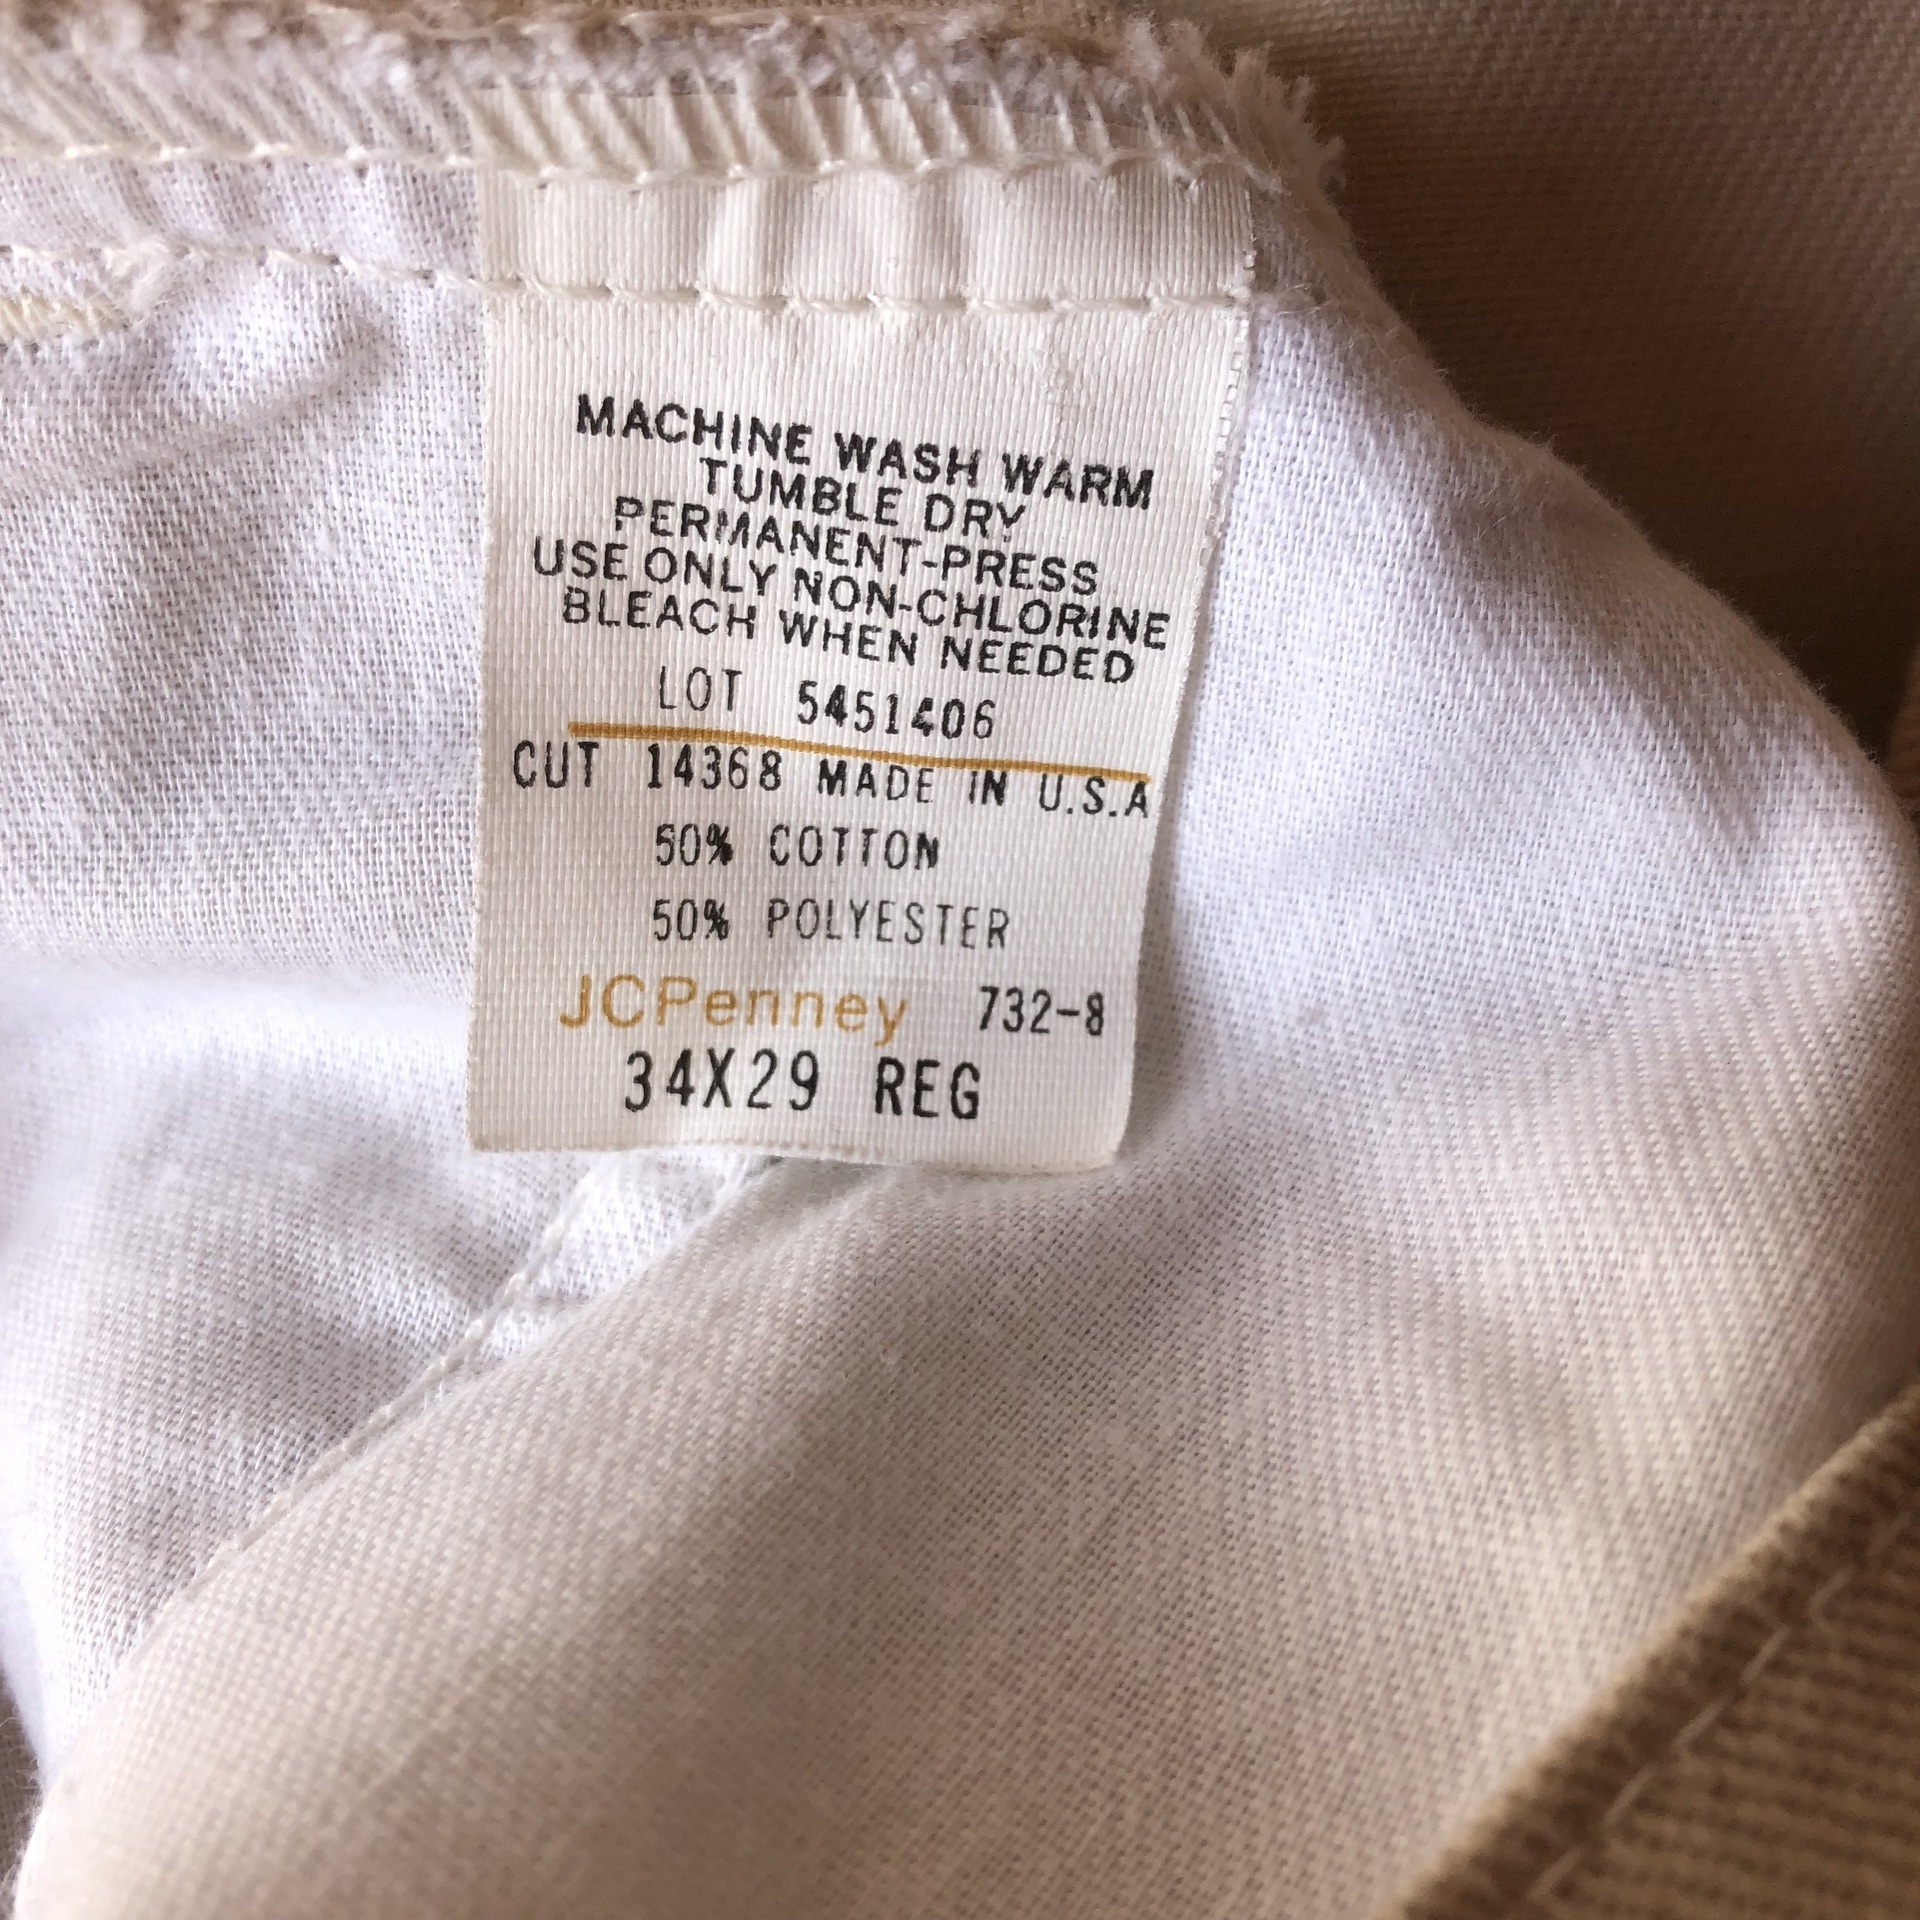 MACHINE WASH WARM
TUMBLE DRY
PERMANENT-PRESS
USE ONLY NON-CHLORINE
BLEACH WHEN NEEDED
LOT 5451406
CUT 14368 MADE IN U.S.A
50% COTTON
50% POLYESTER
JCPenney 732-8
34X29 REG